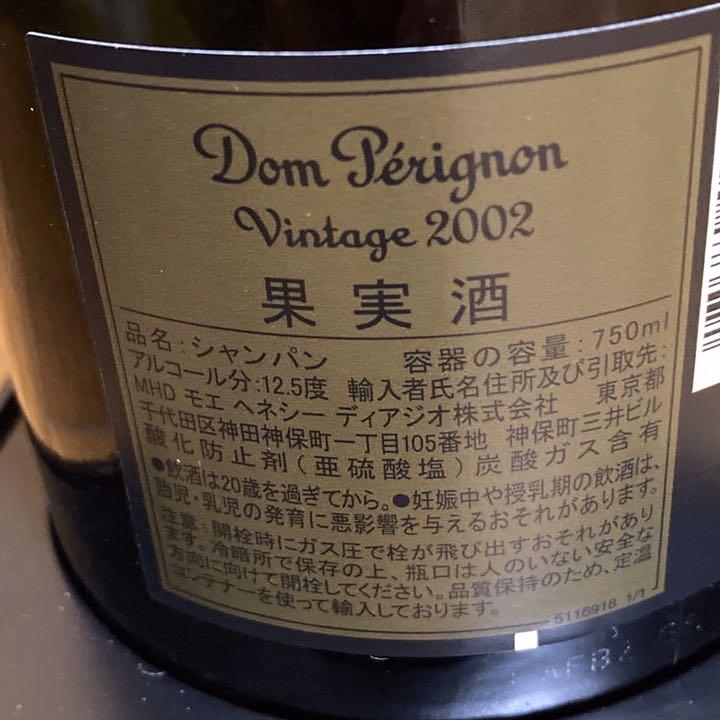 Dom Pérignon
Vintage 2002
果実酒
品名:シャンパン 容器の容量:750ml
アルコール分:12.5度 輸入者氏名住所及び引取先:
MHD モエ ヘネシー ディアジオ株式会社 東京都
千代田区神田神保町一丁目105番地 神保町三井ビル
酸化防止剤(亜硫酸塩)炭酸ガス含有
●飲酒は20歳を過ぎてから。●妊娠中や授乳期の飲酒は、
胎児・乳児の発育に悪影響を与えるおそれがあります。
注意:開栓時にガス圧で栓が飛び出すおそれがあり
ます。冷暗所で保存の上、瓶口は人のいない安全な
方向に向けて開栓してください。品質保持のため、定温
コンテナーを使って輸入しております。
5116918 1/1